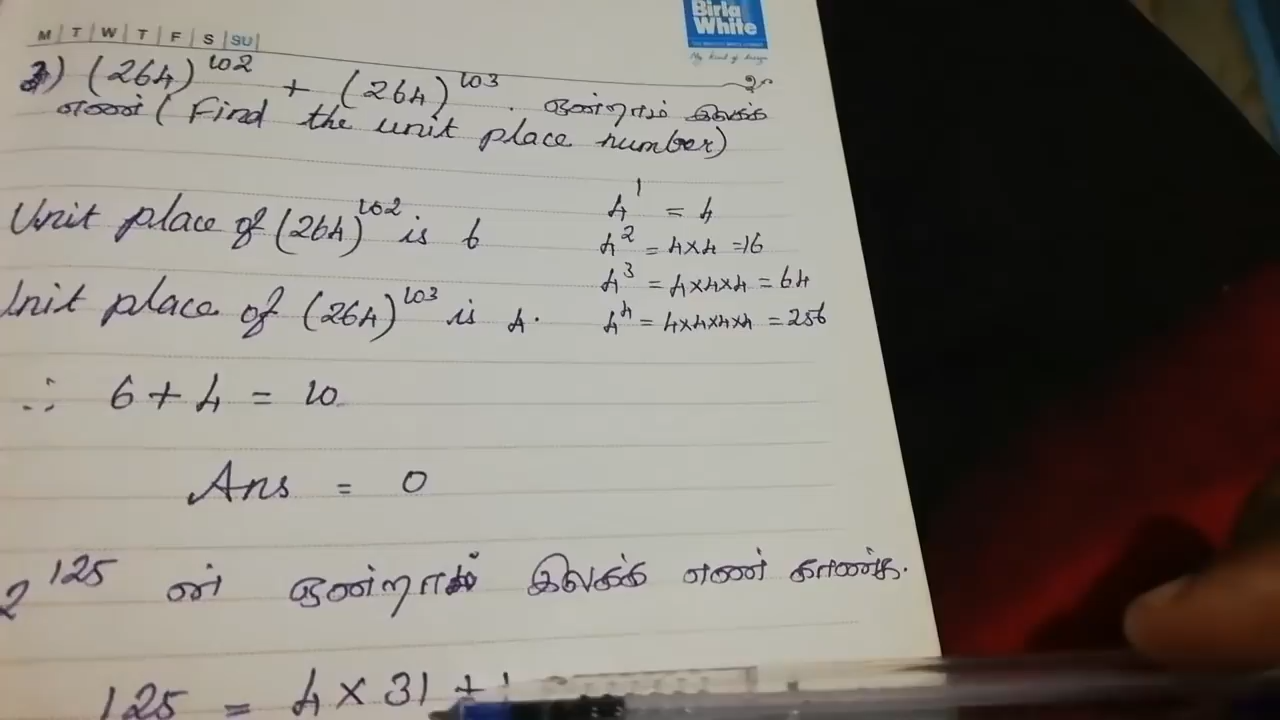 Birla
White
M T W T F S SU
3) (264)^102 + (264)^103 . ஒன்றாம் இலக்க
எண் ( Find the unit place number)
Unit place of (264)^102 is 6
4^1 = 4
4^2 = 4×4 =16
Unit place of (264)^103 is 4.
4^3 = 4×4×4 = 64
4^4 = 4×4×4×4 = 256
∴ 6 + 4 = 10
Ans = 0
2^125 ன் ஒன்றாம் இலக்க எண் காண்க.
125 = 4 × 31 + 1